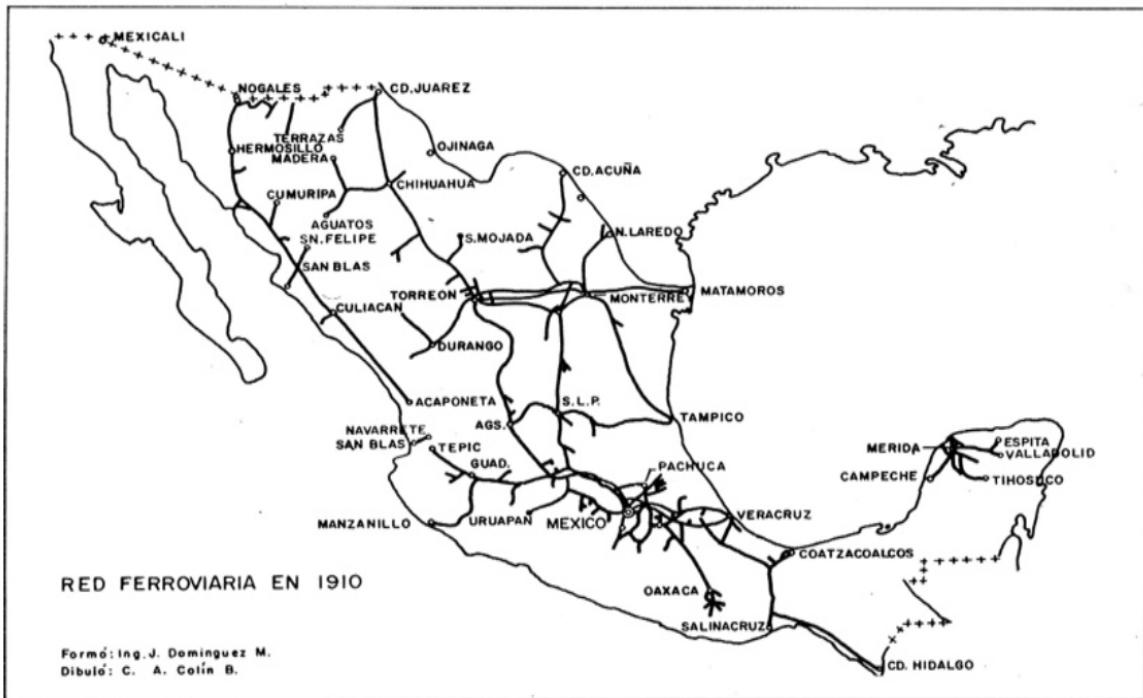 MEXICALI
NOGALES
CD. JUAREZ
TERRAZAS
HERMOSILLO
MADERA
OJINAGA
CD. ACUÑA
CHIHUAHUA
CUMURIPA
AGUATOS
SN. FELIPE
S. MOJADA
N. LAREDO
SAN BLAS
TORREON
MONTERREY
MATAMOROS
CULIACAN
DURANGO
ACAPONETA
S.L.P.
TAMPICO
AGS.
NAVARRETE
SAN BLAS
TEPIC
GUAD.
PACHUCA
MERIDA
ESPITA
VALLADOLID
CAMPECHE
TIHOSUCO
MANZANILLO
URUAPAN
MEXICO
VERACRUZ
COATZACOALCOS
RED FERROVIARIA EN 1910
OAXACA
SALINACRUZ
Formó: Ing. J. Dominguez M.
Dibuló: C. A. Colín B.
CD. HIDALGO